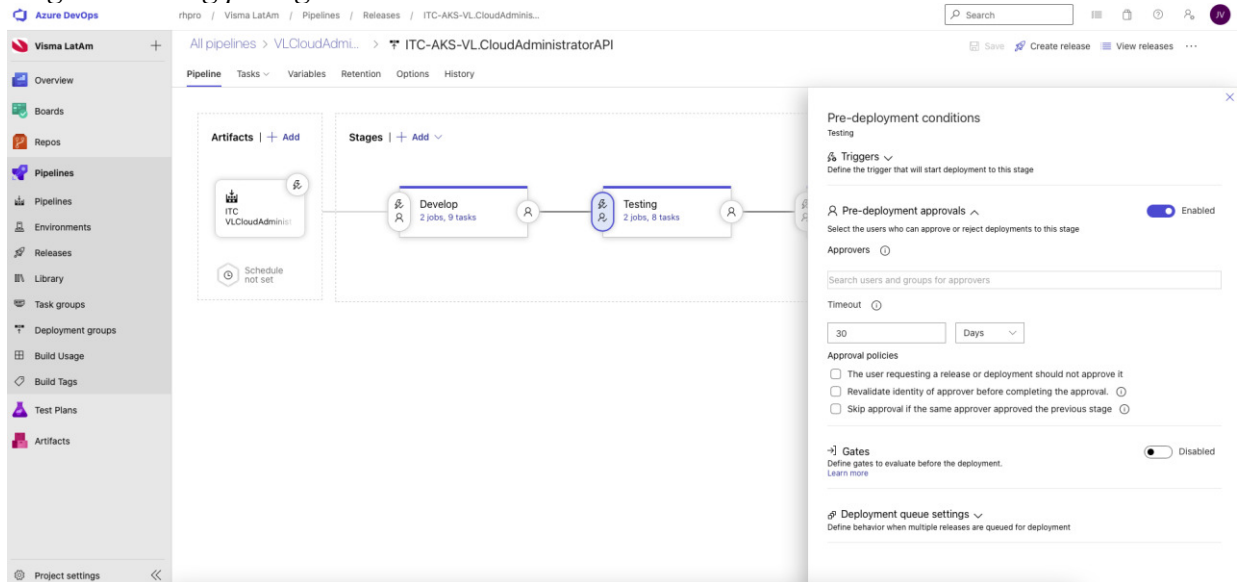 Azure DevOps
rhpro / Visma LatAm / Pipelines / Releases / ITC-AKS-VL.CloudAdminis...
Search
JV
Visma LatAm
All pipelines > VLCloudAdmi... > ITC-AKS-VL.CloudAdministratorAPI
Save Create release View releases ...
Pipeline Tasks Variables Retention Options History
Overview
Boards
Repos
Pipelines
Pipelines
Environments
Releases
Library
Task groups
Deployment groups
Build Usage
Build Tags
Test Plans
Artifacts
Project settings
Artifacts | + Add
Stages | + Add
ITC
VLCloudAdminist
Schedule
not set
Develop
2 jobs, 9 tasks
Testing
2 jobs, 8 tasks
Pre-deployment conditions
Testing
Triggers
Define the trigger that will start deployment to this stage
Pre-deployment approvals
Enabled
Select the users who can approve or reject deployments to this stage
Approvers
Search users and groups for approvers
Timeout
30 Days
Approval policies
The user requesting a release or deployment should not approve it
Revalidate identity of approver before completing the approval.
Skip approval if the same approver approved the previous stage
Gates
Disabled
Define gates to evaluate before the deployment.
Learn more
Deployment queue settings
Define behavior when multiple releases are queued for deployment